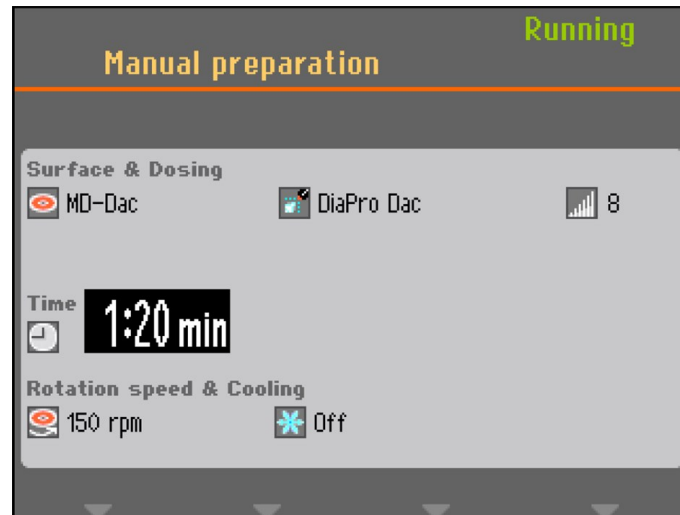 Running
Manual preparation
Surface & Dosing
MD-Dac DiaPro Dac 8
Time
1:20 min
Rotation speed & Cooling
150 rpm Off